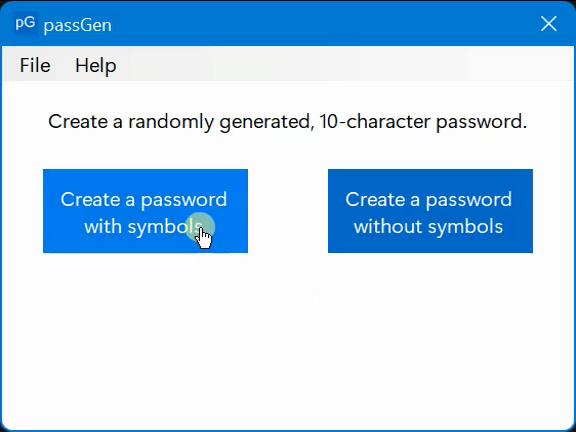 pG passGen
File Help
Create a randomly generated, 10-character password.
Create a password
with symbols
Create a password
without symbols